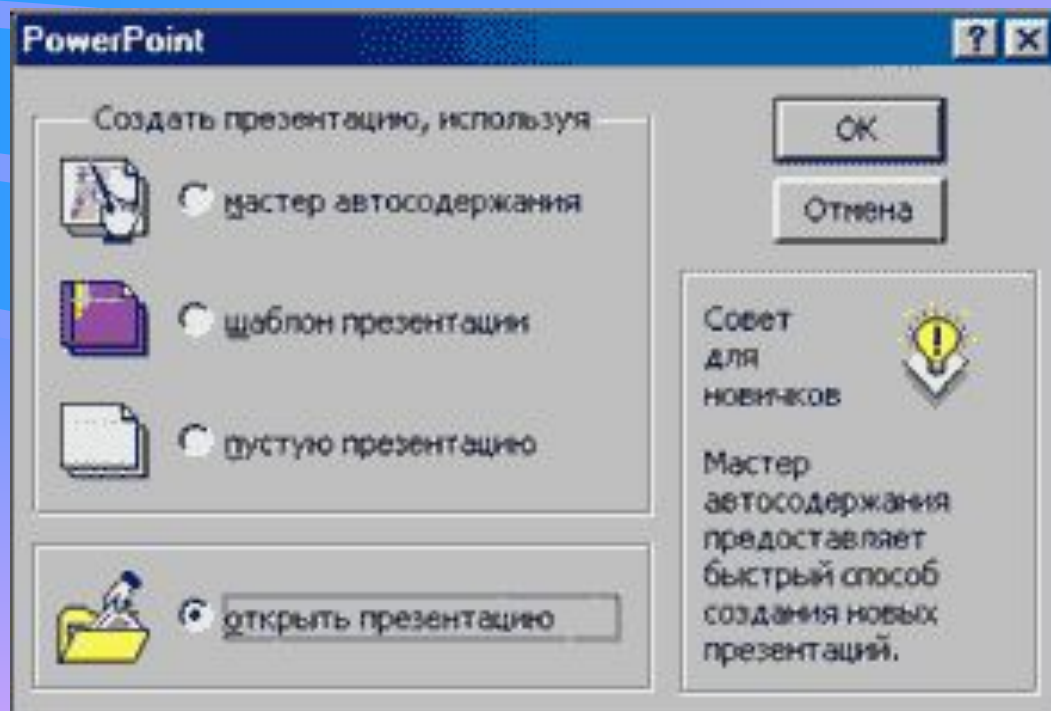 PowerPoint
Создать презентацию, используя
мастер автосодержания
шаблон презентации
пустую презентацию
открыть презентацию
ОК
Отмена
Совет
для
новичков
Мастер
автосодержания
предоставляет
быстрый способ
создания новых
презентаций.